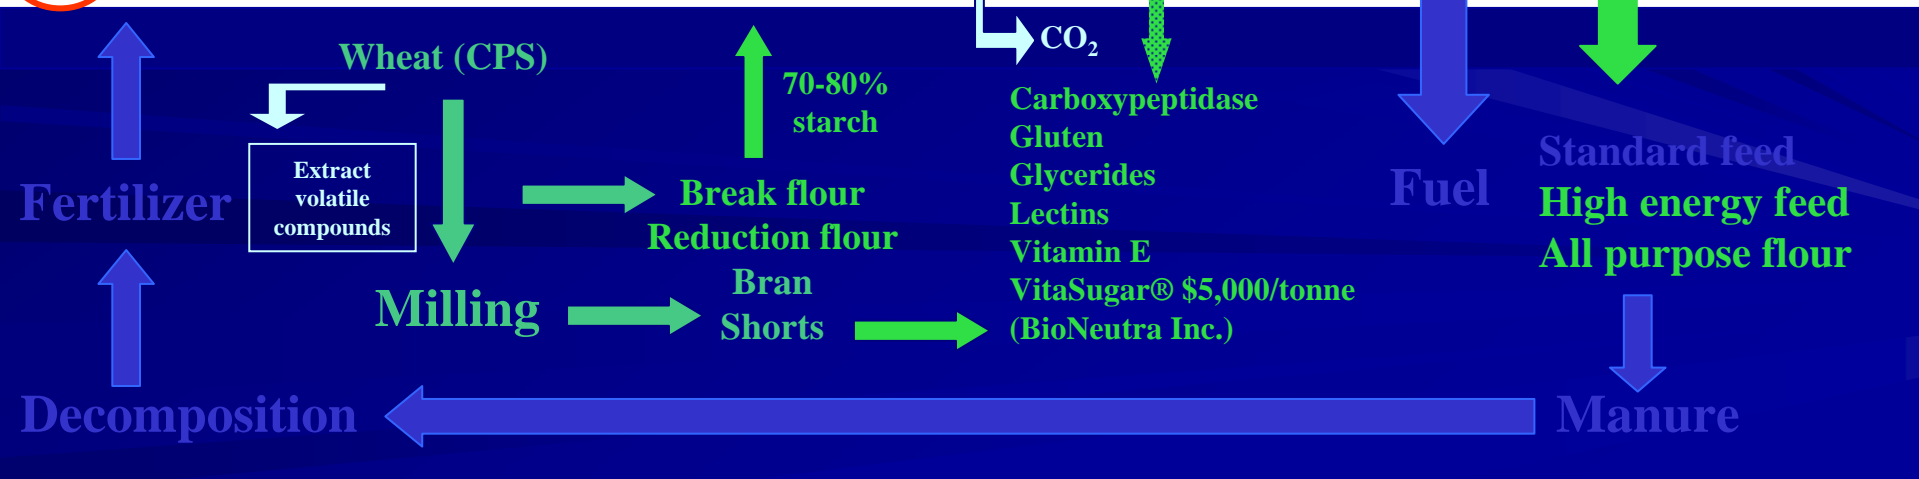 CO2
Wheat (CPS)
70-80%
starch
Extract
volatile
compounds
Fertilizer
Break flour
Reduction flour
Bran
Shorts
Milling
Carboxypeptidase
Gluten
Glycerides
Lectins
Vitamin E
VitaSugar® $5,000/tonne
(BioNeutra Inc.)
Fuel
Standard feed
High energy feed
All purpose flour
Decomposition
Manure